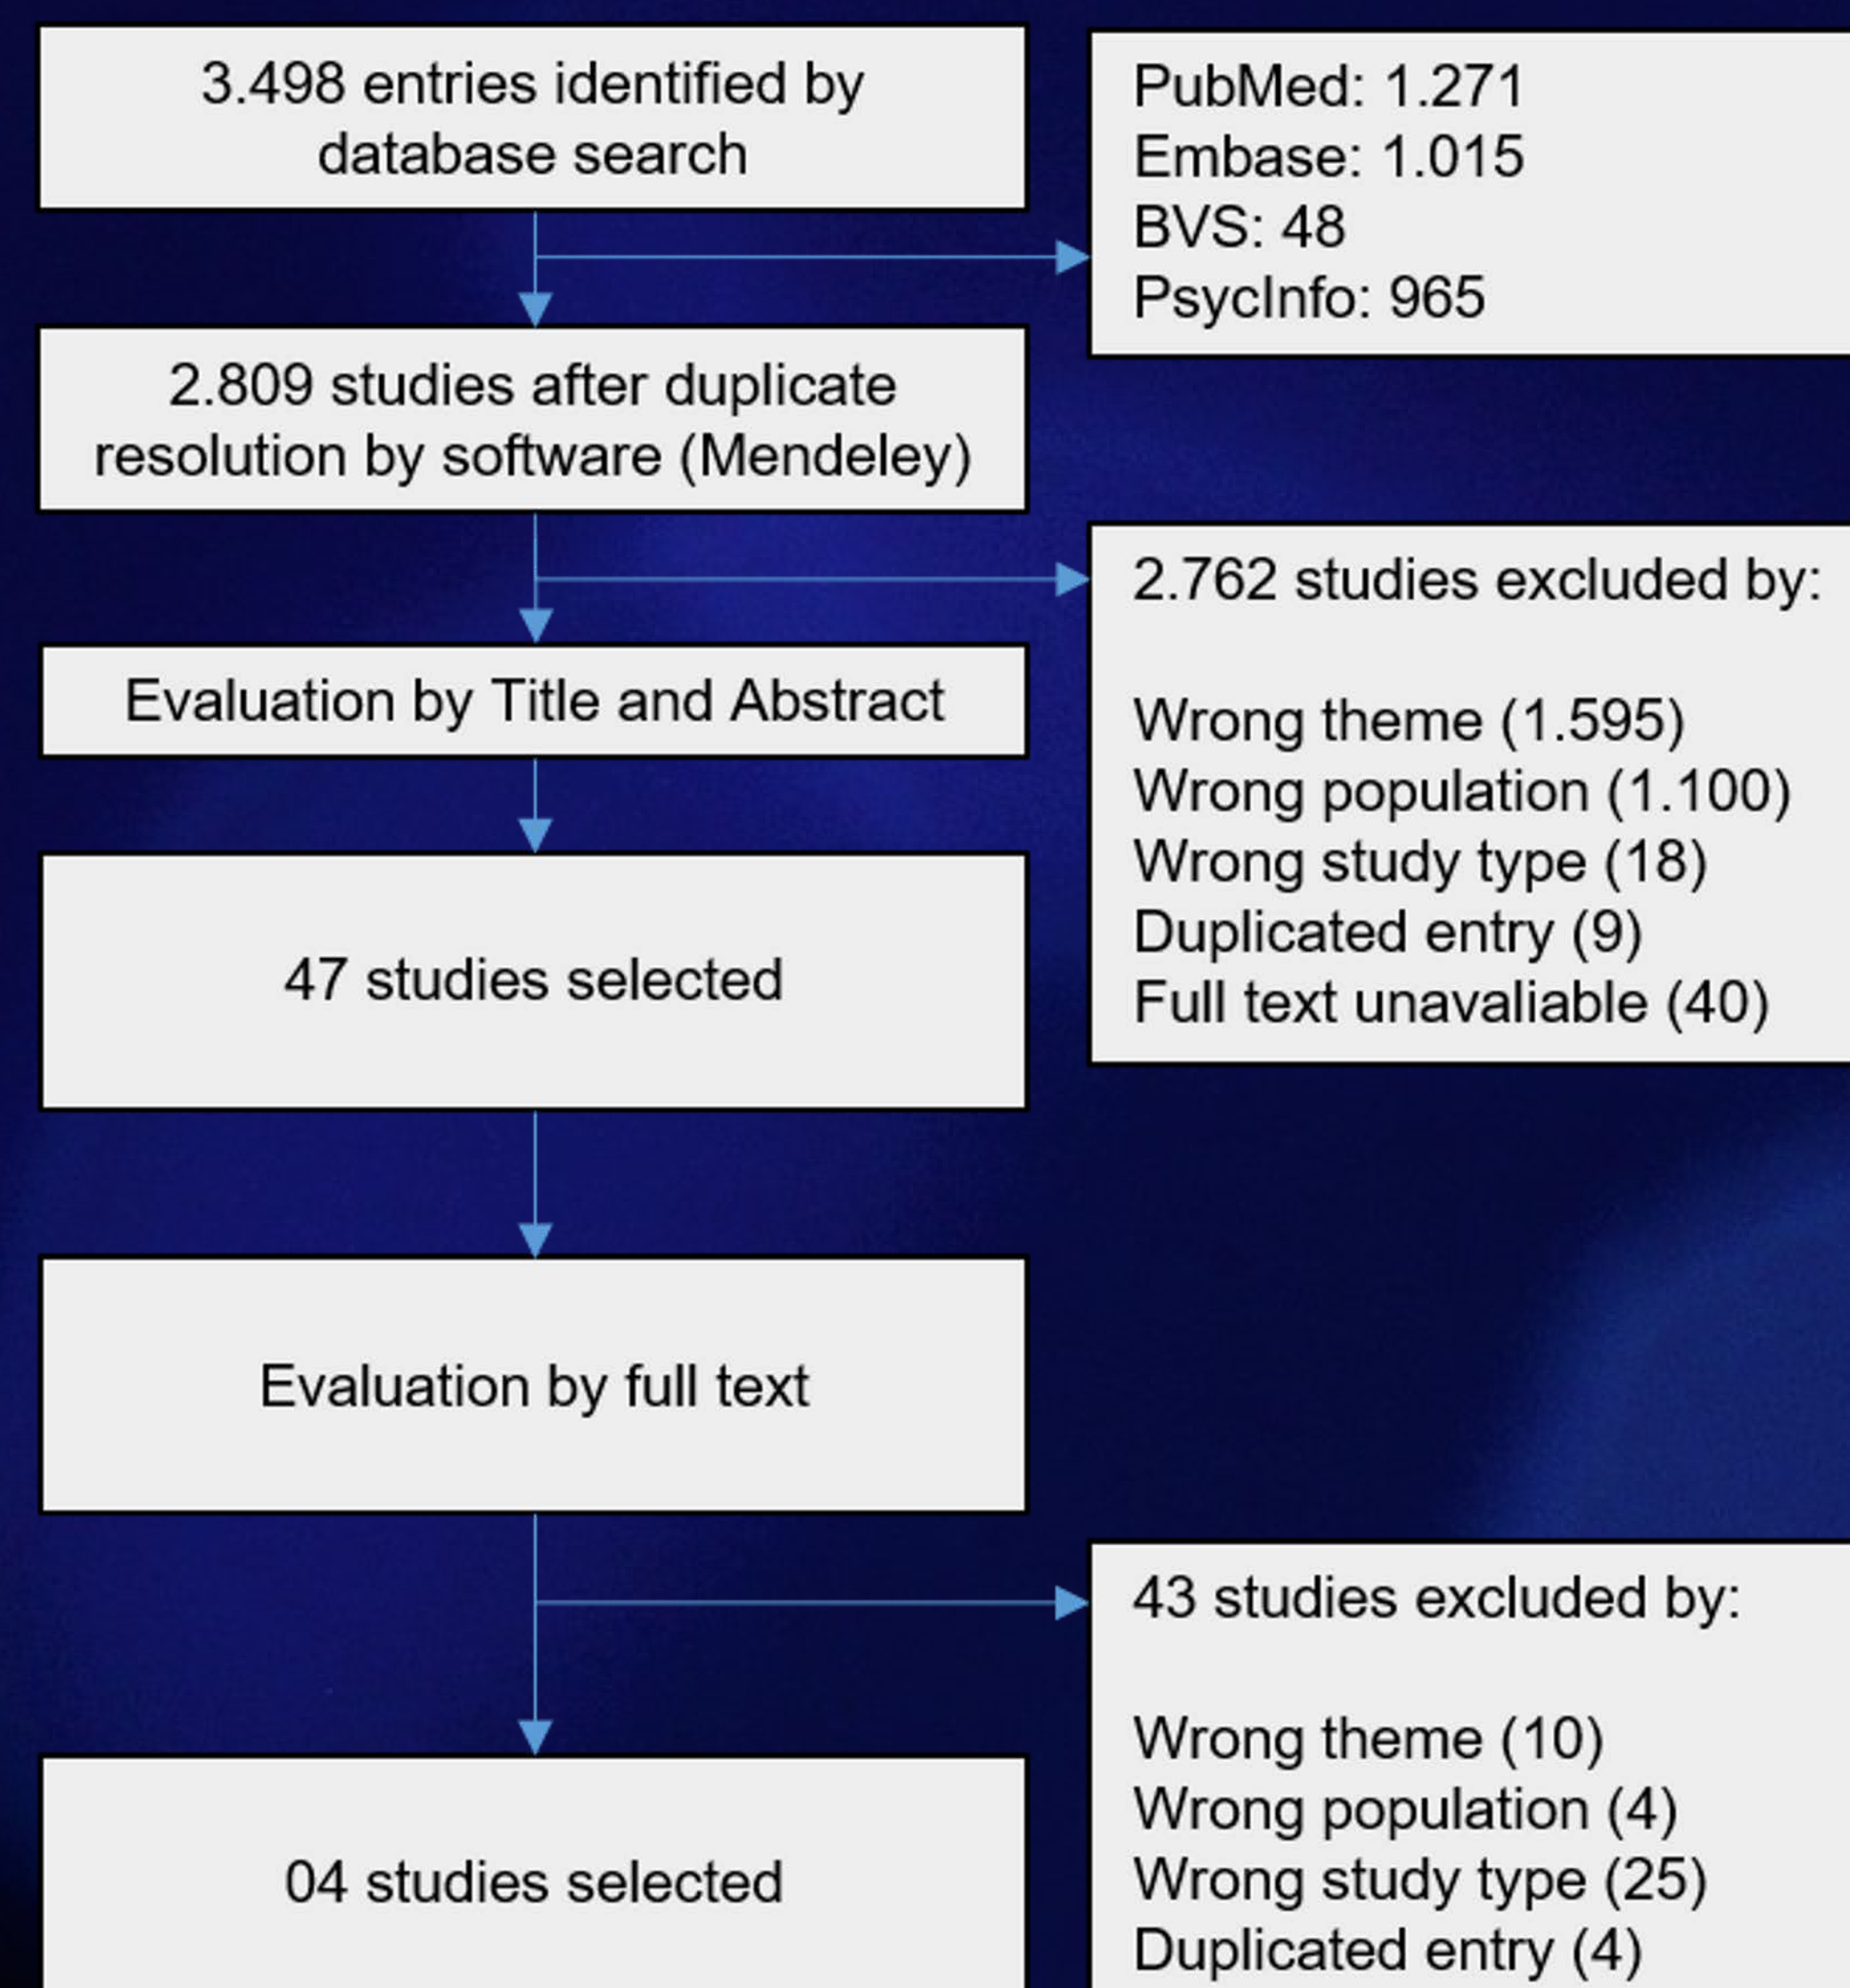 3.498 entries identified by
database search
PubMed: 1.271
Embase: 1.015
BVS: 48
PsycInfo: 965
2.809 studies after duplicate
resolution by software (Mendeley)
2.762 studies excluded by:
Wrong theme (1.595)
Wrong population (1.100)
Wrong study type (18)
Duplicated entry (9)
Full text unavaliable (40)
Evaluation by Title and Abstract
47 studies selected
Evaluation by full text
43 studies excluded by:
Wrong theme (10)
Wrong population (4)
Wrong study type (25)
Duplicated entry (4)
04 studies selected